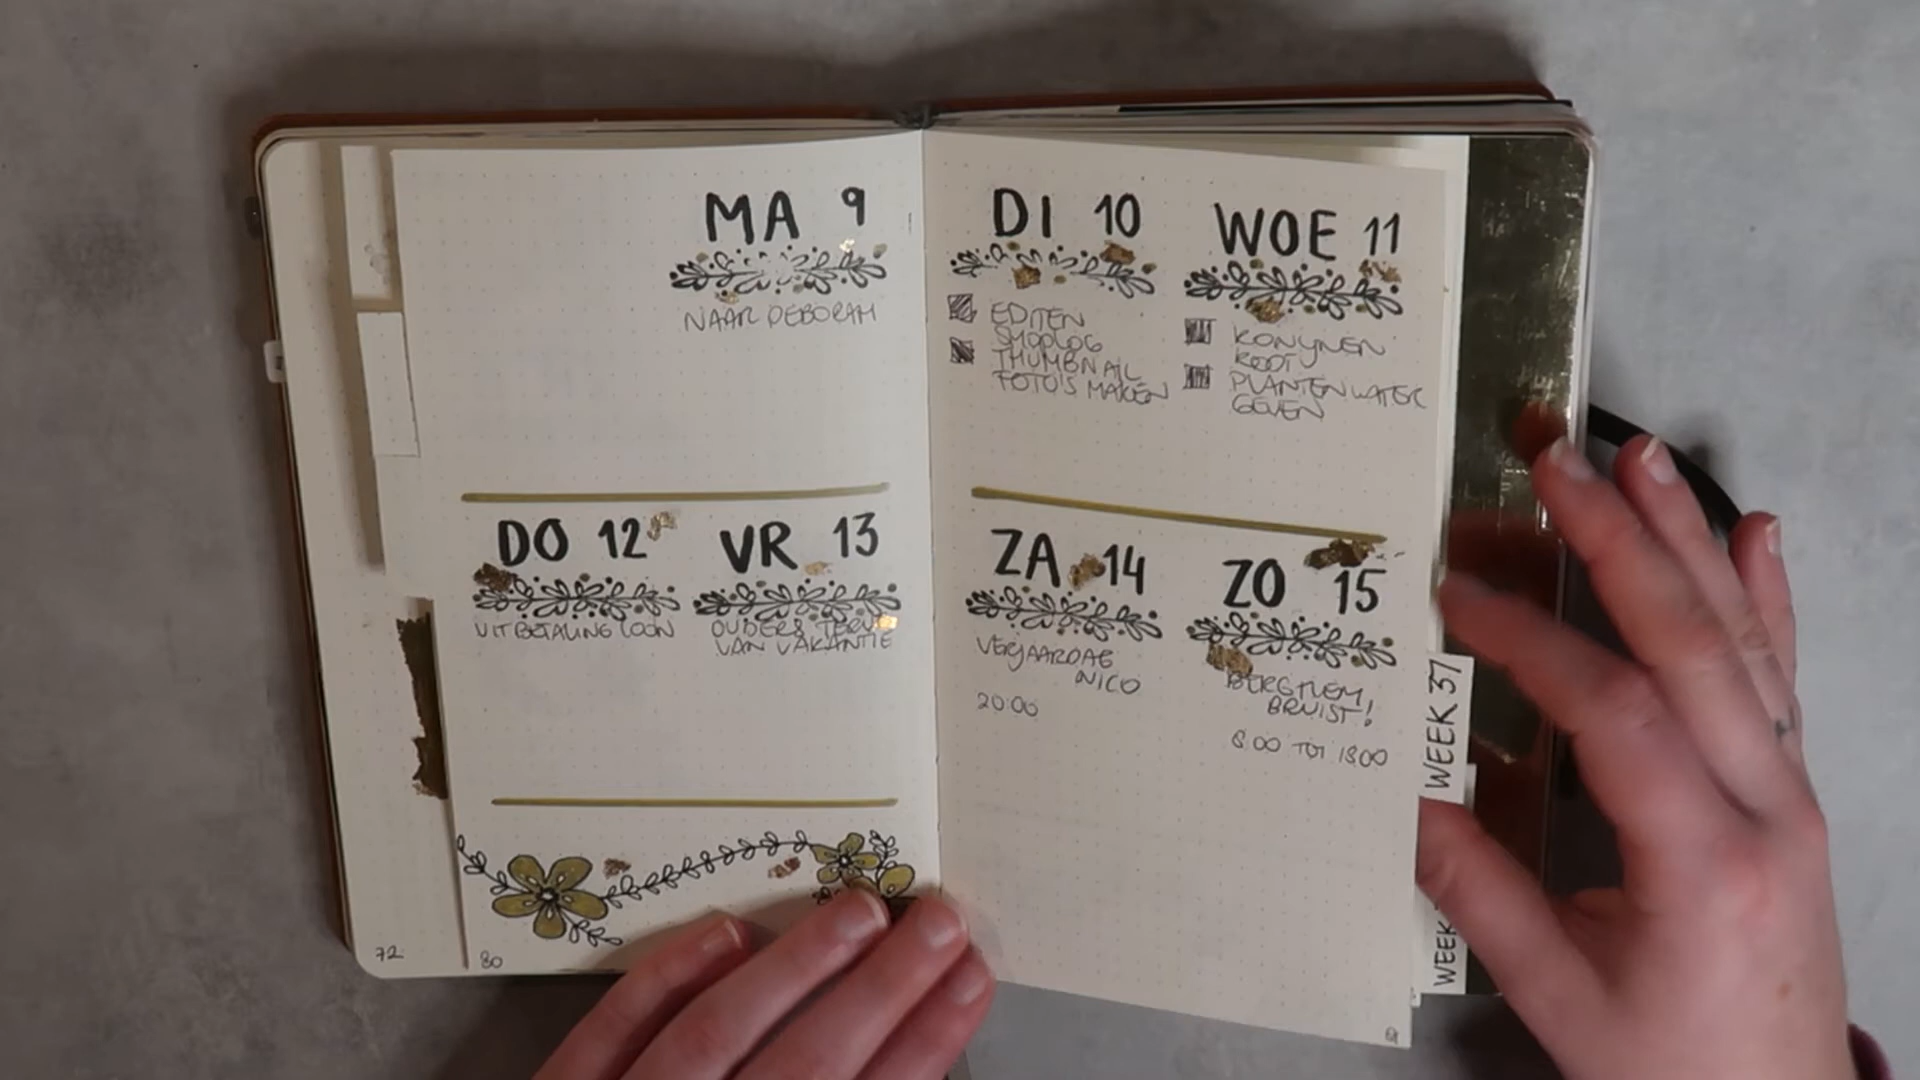 MA 9
NAAR DEBORAH
DI 10
EDITEN
SHOPLOG
THUMBNAIL
FOTO'S MAKEN
WOE 11
KONIJNEN
PLANTEN WATER
GEVEN
DO 12
UITBETALING LOON
VR 13
OUDERS TERUG
VAN VAKANTIE
ZA 14
VERJAARDAG
NICO
20:00
ZO 15
BRUIST!
8:00 TOT 18:00
WEEK 37
WEEK
72
80